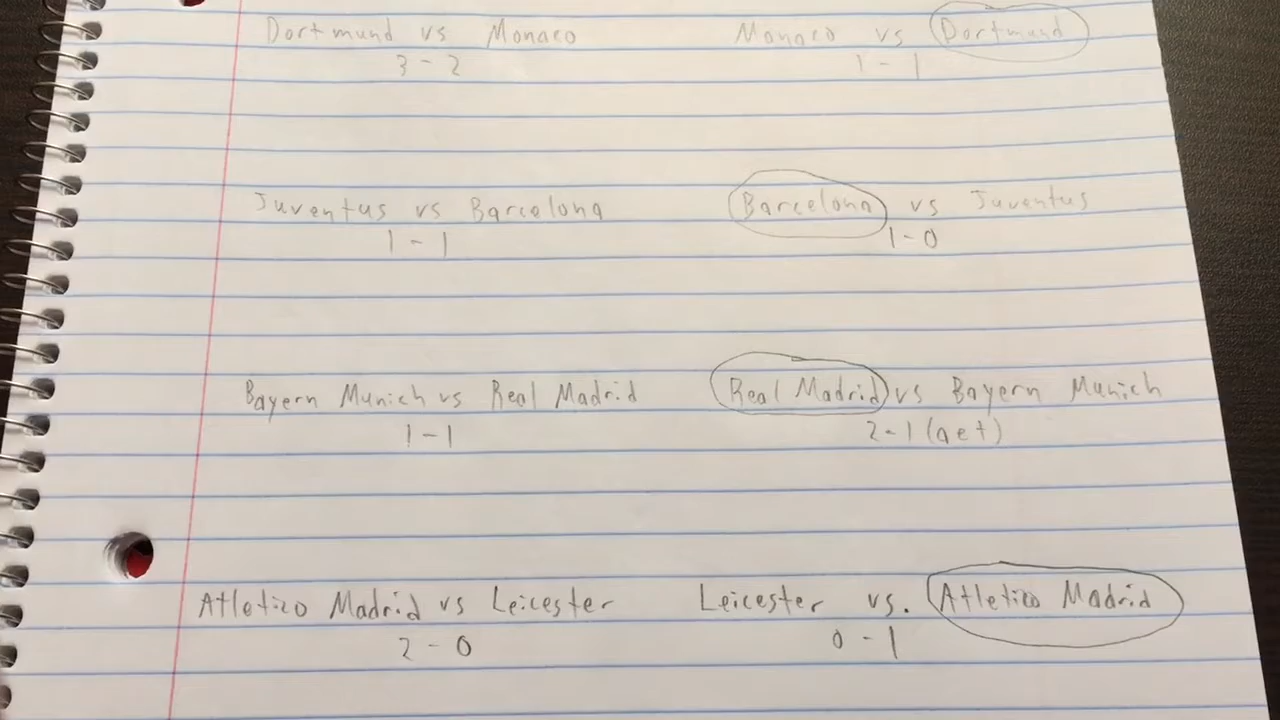 Dortmund vs Monaco Monaco vs Dortmund
3 - 2 1 - 1
Juventus vs Barcelona Barcelona vs Juventus
1 - 1 1 - 0
Bayern Munich vs Real Madrid Real Madrid vs Bayern Munich
1 - 1 2 - 1 (aet)
Atletico Madrid vs Leicester Leicester vs. Atletico Madrid
2 - 0 0 - 1